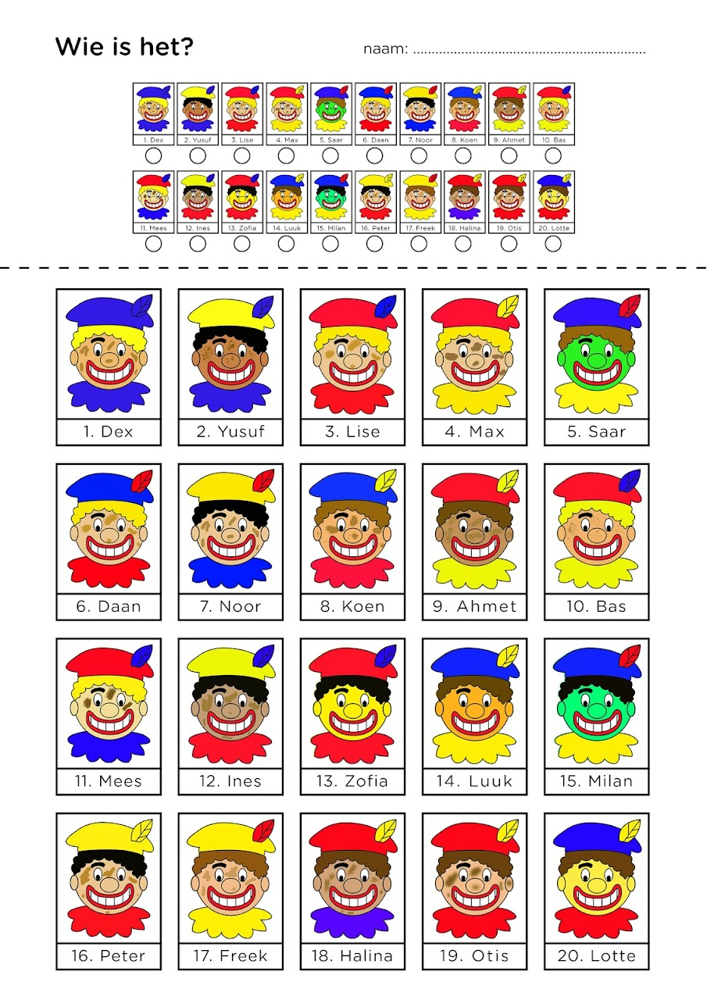 Wie is het?
naam: ................................................................
1. Dex 2. Yusuf 3. Lise 4. Max 5. Saar 6. Daan 7. Noor 8. Koen 9. Ahmet 10. Bas
11. Mees 12. Ines 13. Zofia 14. Luuk 15. Milan 16. Peter 17. Freek 18. Halina 19. Otis 20. Lotte
1. Dex 2. Yusuf 3. Lise 4. Max 5. Saar
6. Daan 7. Noor 8. Koen 9. Ahmet 10. Bas
11. Mees 12. Ines 13. Zofia 14. Luuk 15. Milan
16. Peter 17. Freek 18. Halina 19. Otis 20. Lotte